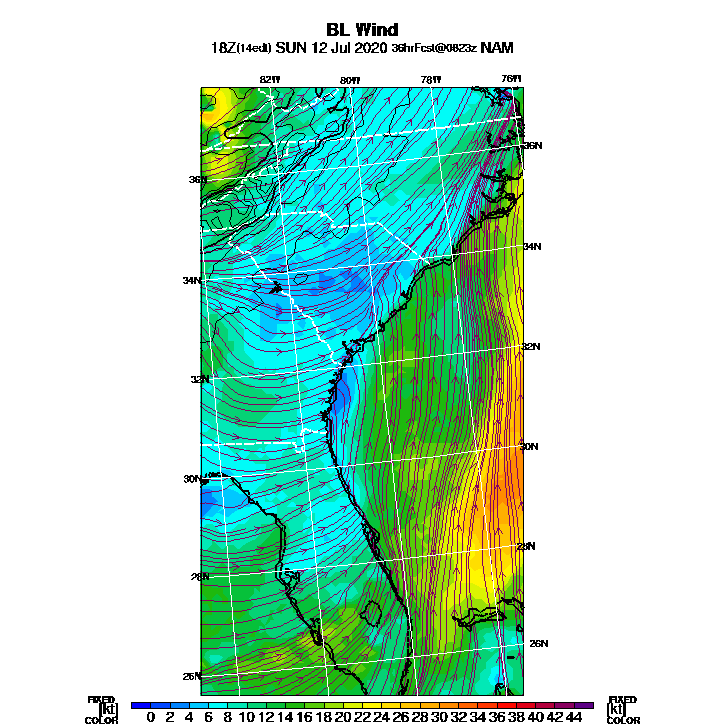 BL Wind
18Z(14edt) SUN 12 Jul 2020 36hrFcst@0823z NAM
82W 80W 78W 76W
36N 36N
34N 34N
32N 32N
30N 30N
28N 28N
26N 26N
FIXED FIXED
[kt] 0 2 4 6 8 10 12 14 16 18 20 22 24 26 28 30 32 34 36 38 40 42 44 [kt]
COLOR COLOR